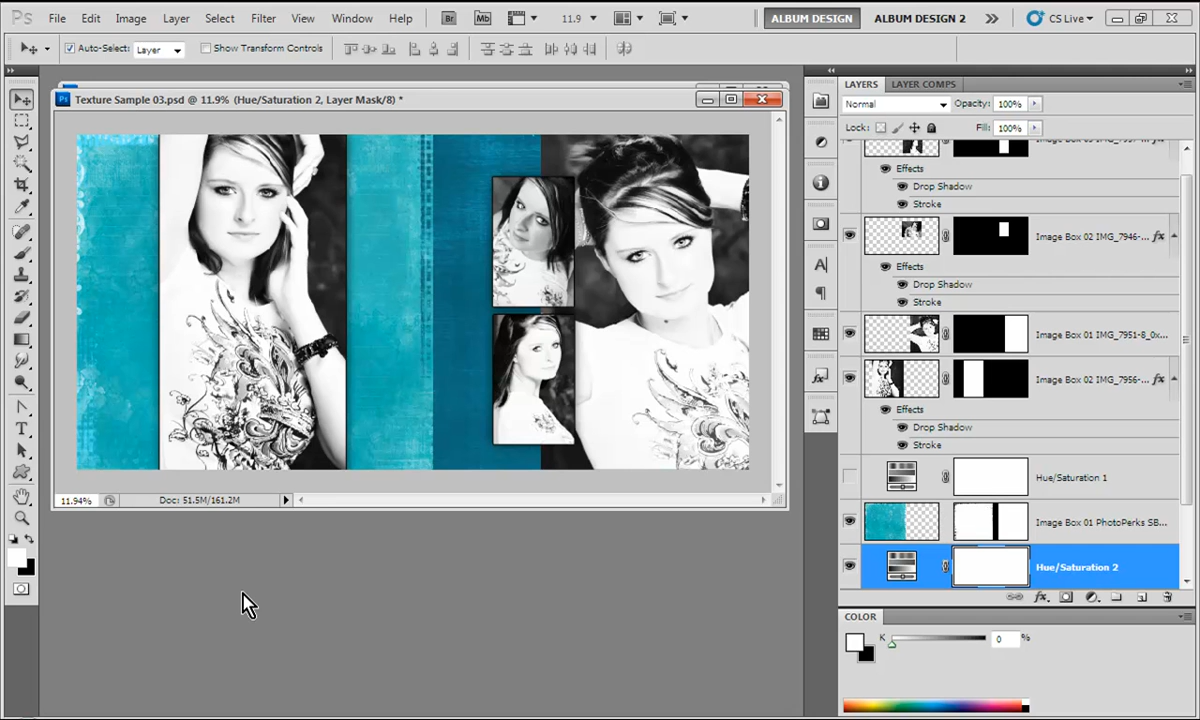 Ps File Edit Image Layer Select Filter View Window Help Br Mb 11.9 ALBUM DESIGN ALBUM DESIGN 2 CS Live
Auto-Select: Layer Show Transform Controls
LAYERS LAYER COMPS
Texture Sample 03.psd @ 11.9% (Hue/Saturation 2, Layer Mask/8) *
Normal Opacity: 100%
Lock: Fill: 100%
Effects
Drop Shadow
Stroke
Image Box 02 IMG_7946-... fx
Effects
Drop Shadow
Stroke
Image Box 01 IMG_7951-8_0x...
Image Box 02 IMG_7956-... fx
Effects
Drop Shadow
Stroke
Hue/Saturation 1
11.94% Doc: 51.5M/161.2M
Image Box 01 PhotoPerks SB...
Hue/Saturation 2
COLOR
K 0 %